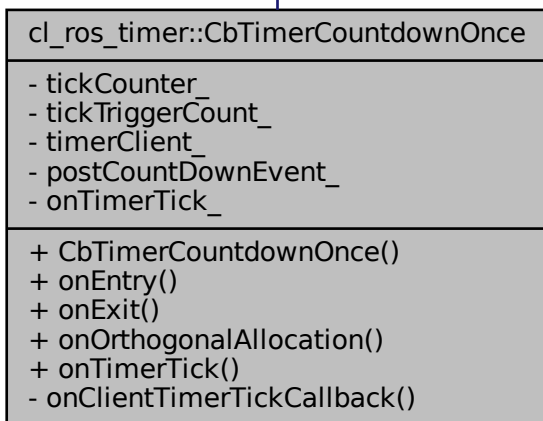 cl_ros_timer::CbTimerCountdownOnce
- tickCounter_
- tickTriggerCount_
- timerClient_
- postCountDownEvent_
- onTimerTick_
+ CbTimerCountdownOnce()
+ onEntry()
+ onExit()
+ onOrthogonalAllocation()
+ onTimerTick()
- onClientTimerTickCallback()